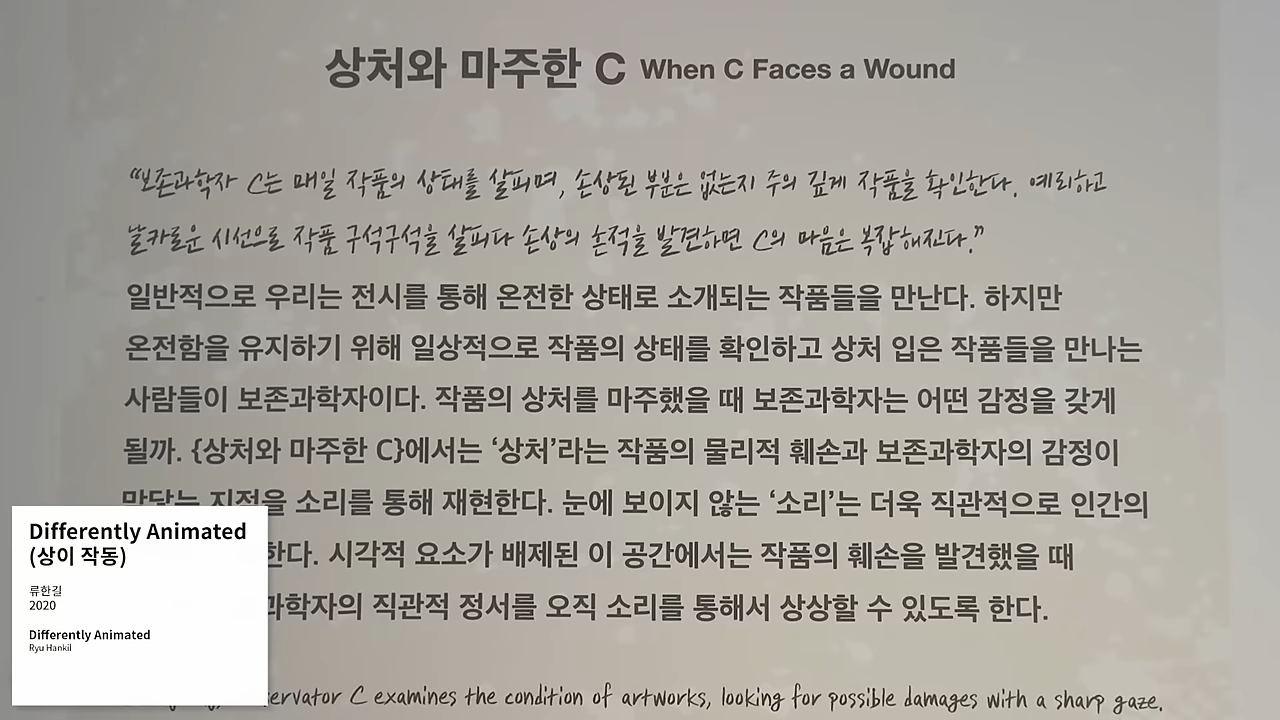 상처와 마주한 C When C Faces a Wound
“보존과학자 C는 매일 작품의 상태를 살피며, 손상된 부분은 없는지 주의 깊게 작품을 확인한다. 예리하고
날카로운 시선으로 작품 구석구석을 살피다 손상의 흔적을 발견하면 C의 마음은 복잡해진다.”
일반적으로 우리는 전시를 통해 온전한 상태로 소개되는 작품들을 만난다. 하지만
온전함을 유지하기 위해 일상적으로 작품의 상태를 확인하고 상처 입은 작품들을 만나는
사람들이 보존과학자이다. 작품의 상처를 마주했을 때 보존과학자는 어떤 감정을 갖게
될까. {상처와 마주한 C}에서는 ‘상처’라는 작품의 물리적 훼손과 보존과학자의 감정이
맞닿는 지점을 소리를 통해 재현한다. 눈에 보이지 않는 ‘소리’는 더욱 직관적으로 인간의
한다. 시각적 요소가 배제된 이 공간에서는 작품의 훼손을 발견했을 때
과학자의 직관적 정서를 오직 소리를 통해서 상상할 수 있도록 한다.
C examines the condition of artworks, looking for possible damages with a sharp gaze.
Differently Animated
(상이 작동)
류한길
2020
Differently Animated
Ryu Hankil